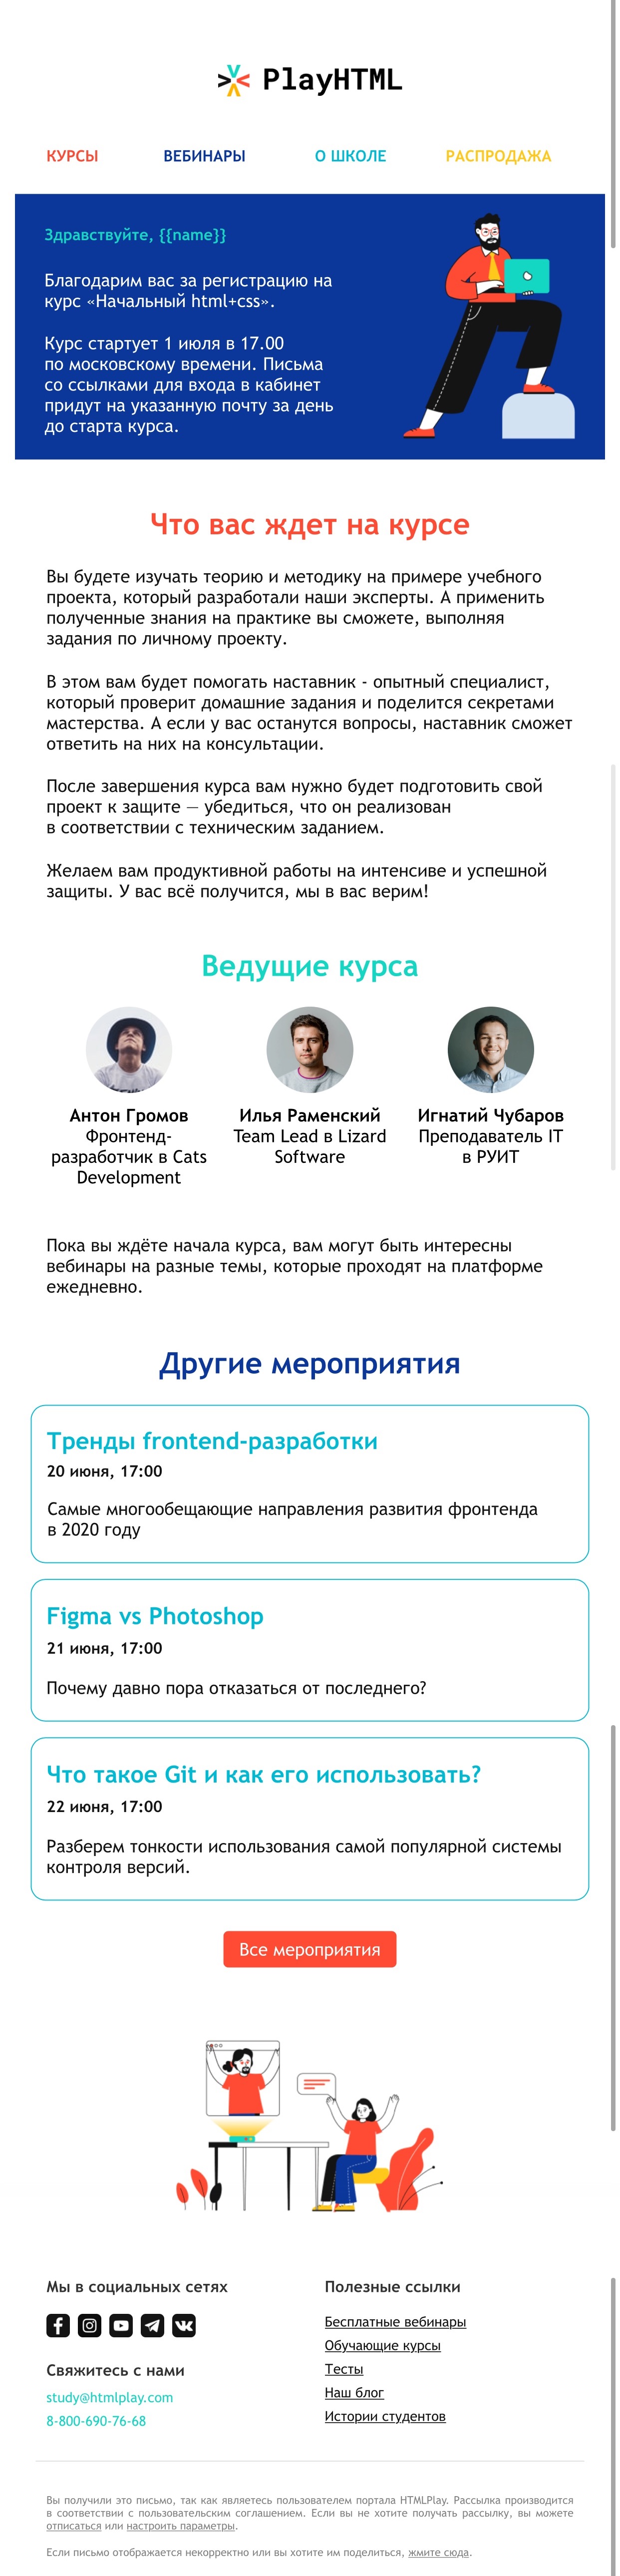 PlayHTML
КУРСЫ ВЕБИНАРЫ О ШКОЛЕ РАСПРОДАЖА
Здравствуйте, {{name}}
Благодарим вас за регистрацию на
курс «Начальный html+css».
Курс стартует 1 июля в 17.00
по московскому времени. Письма
со ссылками для входа в кабинет
придут на указанную почту за день
до старта курса.
Что вас ждет на курсе
Вы будете изучать теорию и методику на примере учебного
проекта, который разработали наши эксперты. А применить
полученные знания на практике вы сможете, выполняя
задания по личному проекту.
В этом вам будет помогать наставник - опытный специалист,
который проверит домашние задания и поделится секретами
мастерства. А если у вас останутся вопросы, наставник сможет
ответить на них на консультации.
После завершения курса вам нужно будет подготовить свой
проект к защите — убедиться, что он реализован
в соответствии с техническим заданием.
Желаем вам продуктивной работы на интенсиве и успешной
защиты. У вас всё получится, мы в вас верим!
Ведущие курса
Антон Громов
Фронтенд-
разработчик в Cats
Development
Илья Раменский
Team Lead в Lizard
Software
Игнатий Чубаров
Преподаватель IT
в РУИТ
Пока вы ждёте начала курса, вам могут быть интересны
вебинары на разные темы, которые проходят на платформе
ежедневно.
Другие мероприятия
Тренды frontend-разработки
20 июня, 17:00
Самые многообещающие направления развития фронтенда
в 2020 году
Figma vs Photoshop
21 июня, 17:00
Почему давно пора отказаться от последнего?
Что такое Git и как его использовать?
22 июня, 17:00
Разберем тонкости использования самой популярной системы
контроля версий.
Все мероприятия
Мы в социальных сетях
Свяжитесь с нами
study@htmlplay.com
8-800-690-76-68
Полезные ссылки
Бесплатные вебинары
Обучающие курсы
Тесты
Наш блог
Истории студентов
Вы получили это письмо, так как являетесь пользователем портала HTMLPlay. Рассылка производится
в соответствии с пользовательским соглашением. Если вы не хотите получать рассылку, вы можете
отписаться или настроить параметры.
Если письмо отображается некорректно или вы хотите им поделиться, жмите сюда.